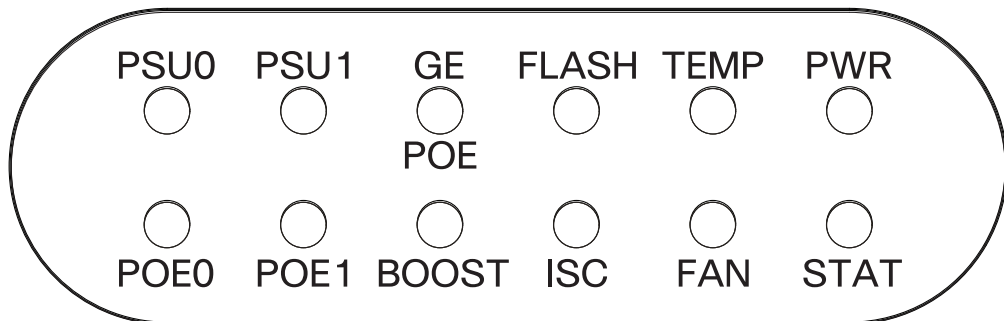 PSU0 PSU1 GE FLASH TEMP PWR
POE
POE0 POE1 BOOST ISC FAN STAT